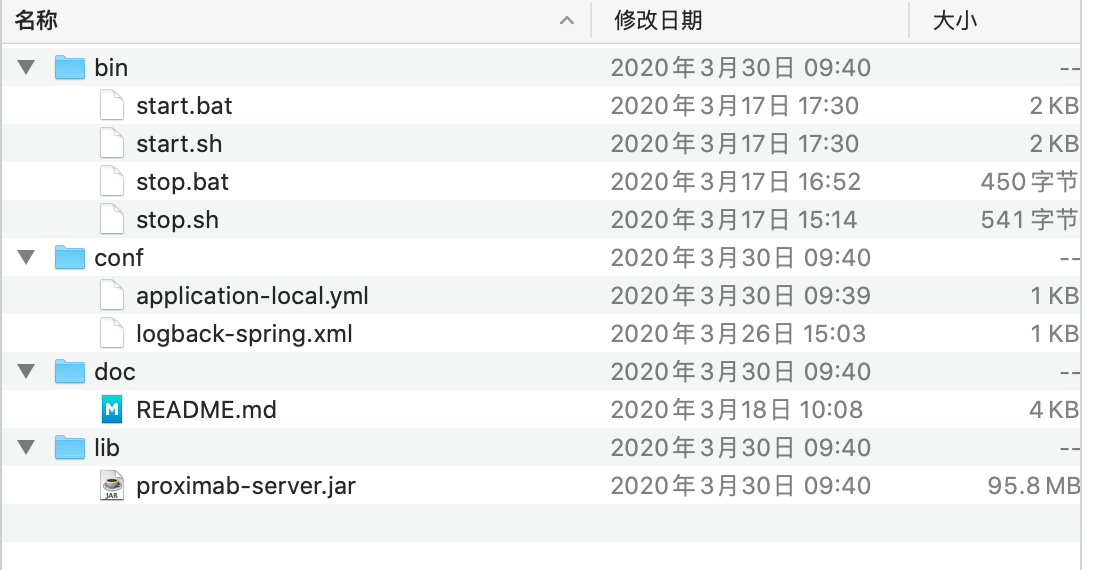 名称 修改日期 大小
bin 2020年3月30日 09:40 --
start.bat 2020年3月17日 17:30 2 KB
start.sh 2020年3月17日 17:30 2 KB
stop.bat 2020年3月17日 16:52 450 字节
stop.sh 2020年3月17日 15:14 541 字节
conf 2020年3月30日 09:40 --
application-local.yml 2020年3月30日 09:39 1 KB
logback-spring.xml 2020年3月26日 15:03 1 KB
doc 2020年3月30日 09:40 --
M README.md 2020年3月18日 10:08 4 KB
lib 2020年3月30日 09:40 --
JAR proximab-server.jar 2020年3月30日 09:40 95.8 MB